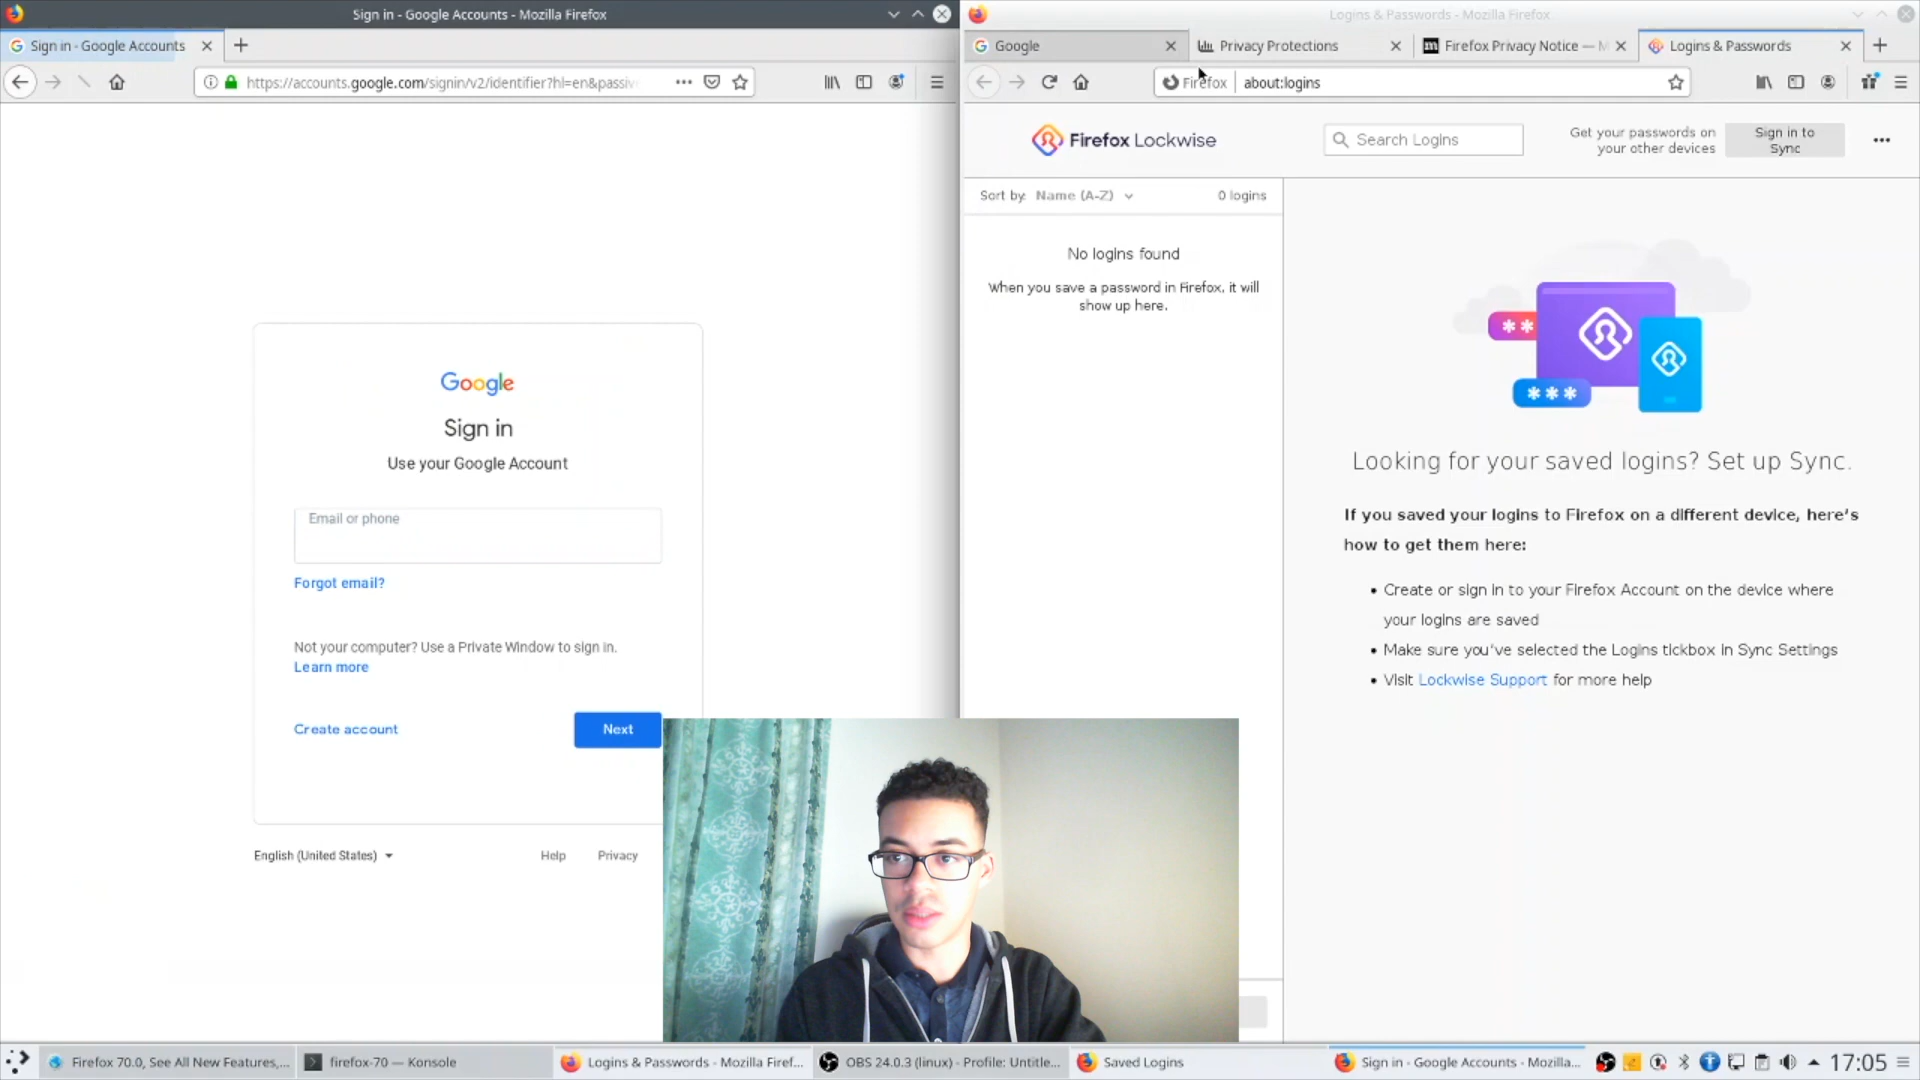 Sign in - Google Accounts - Mozilla Firefox
Sign in - Google Accounts
https://accounts.google.com/signin/v2/identifier?hl=en&passiv
Google
Sign in
Use your Google Account
Email or phone
Forgot email?
Not your computer? Use a Private Window to sign in.
Learn more
Create account
Next
English (United States)
Help
Privacy
Logins & Passwords - Mozilla Firefox
Google
Privacy Protections
Firefox Privacy Notice — M
Logins & Passwords
Firefox
about:logins
Firefox Lockwise
Search Logins
Get your passwords on
your other devices
Sign in to
Sync
Sort by: Name (A-Z)
0 logins
No logins found
When you save a password in Firefox, it will
show up here.
Looking for your saved logins? Set up Sync.
If you saved your logins to Firefox on a different device, here's
how to get them here:
• Create or sign in to your Firefox Account on the device where
your logins are saved
• Make sure you've selected the Logins tickbox in Sync Settings
• Visit Lockwise Support for more help
Firefox 70.0, See All New Features,...
firefox-70 — Konsole
Logins & Passwords - Mozilla Firef...
OBS 24.0.3 (linux) - Profile: Untitle...
Saved Logins
Sign in - Google Accounts - Mozilla...
17:05